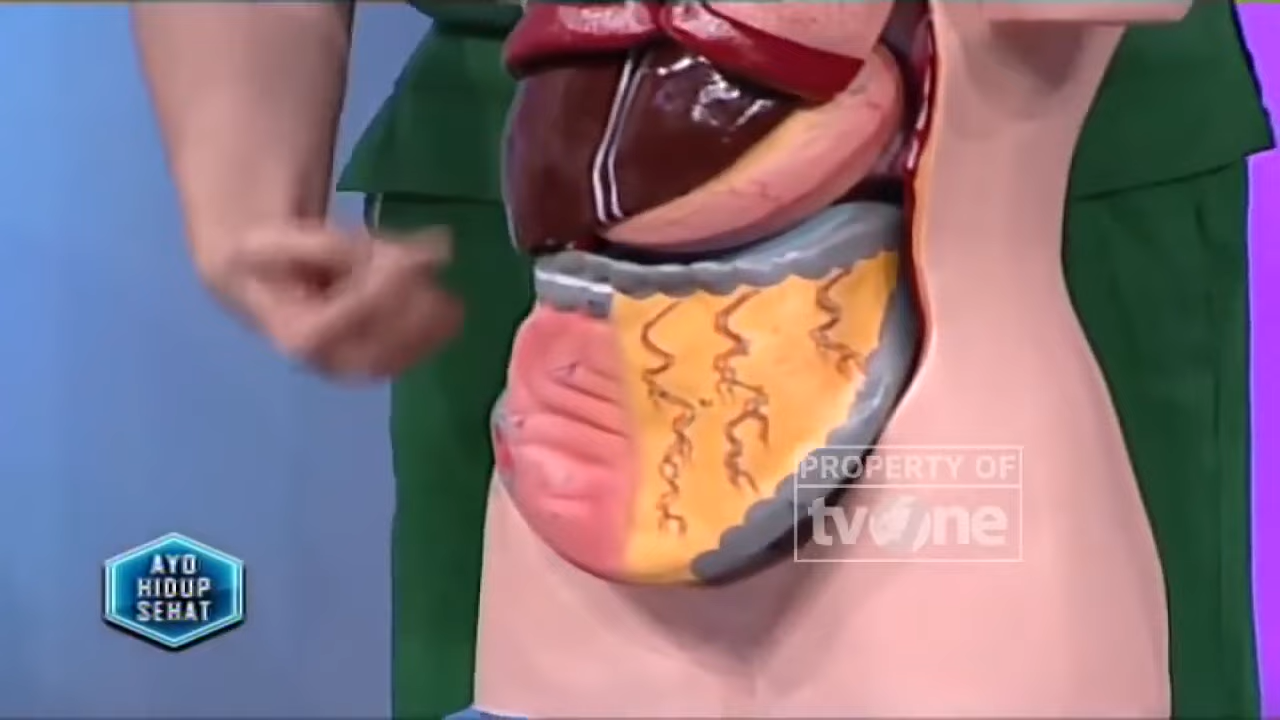 PROPERTY OF
tvOne
AYO
HIDUP
SEHAT